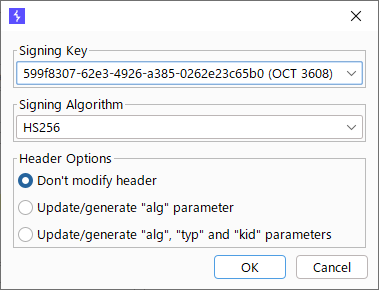 Signing Key
599f8307-62e3-4926-a385-0262e23c65b0 (OCT 3608)
Signing Algorithm
HS256
Header Options
Don't modify header
Update/generate "alg" parameter
Update/generate "alg", "typ" and "kid" parameters
OK
Cancel